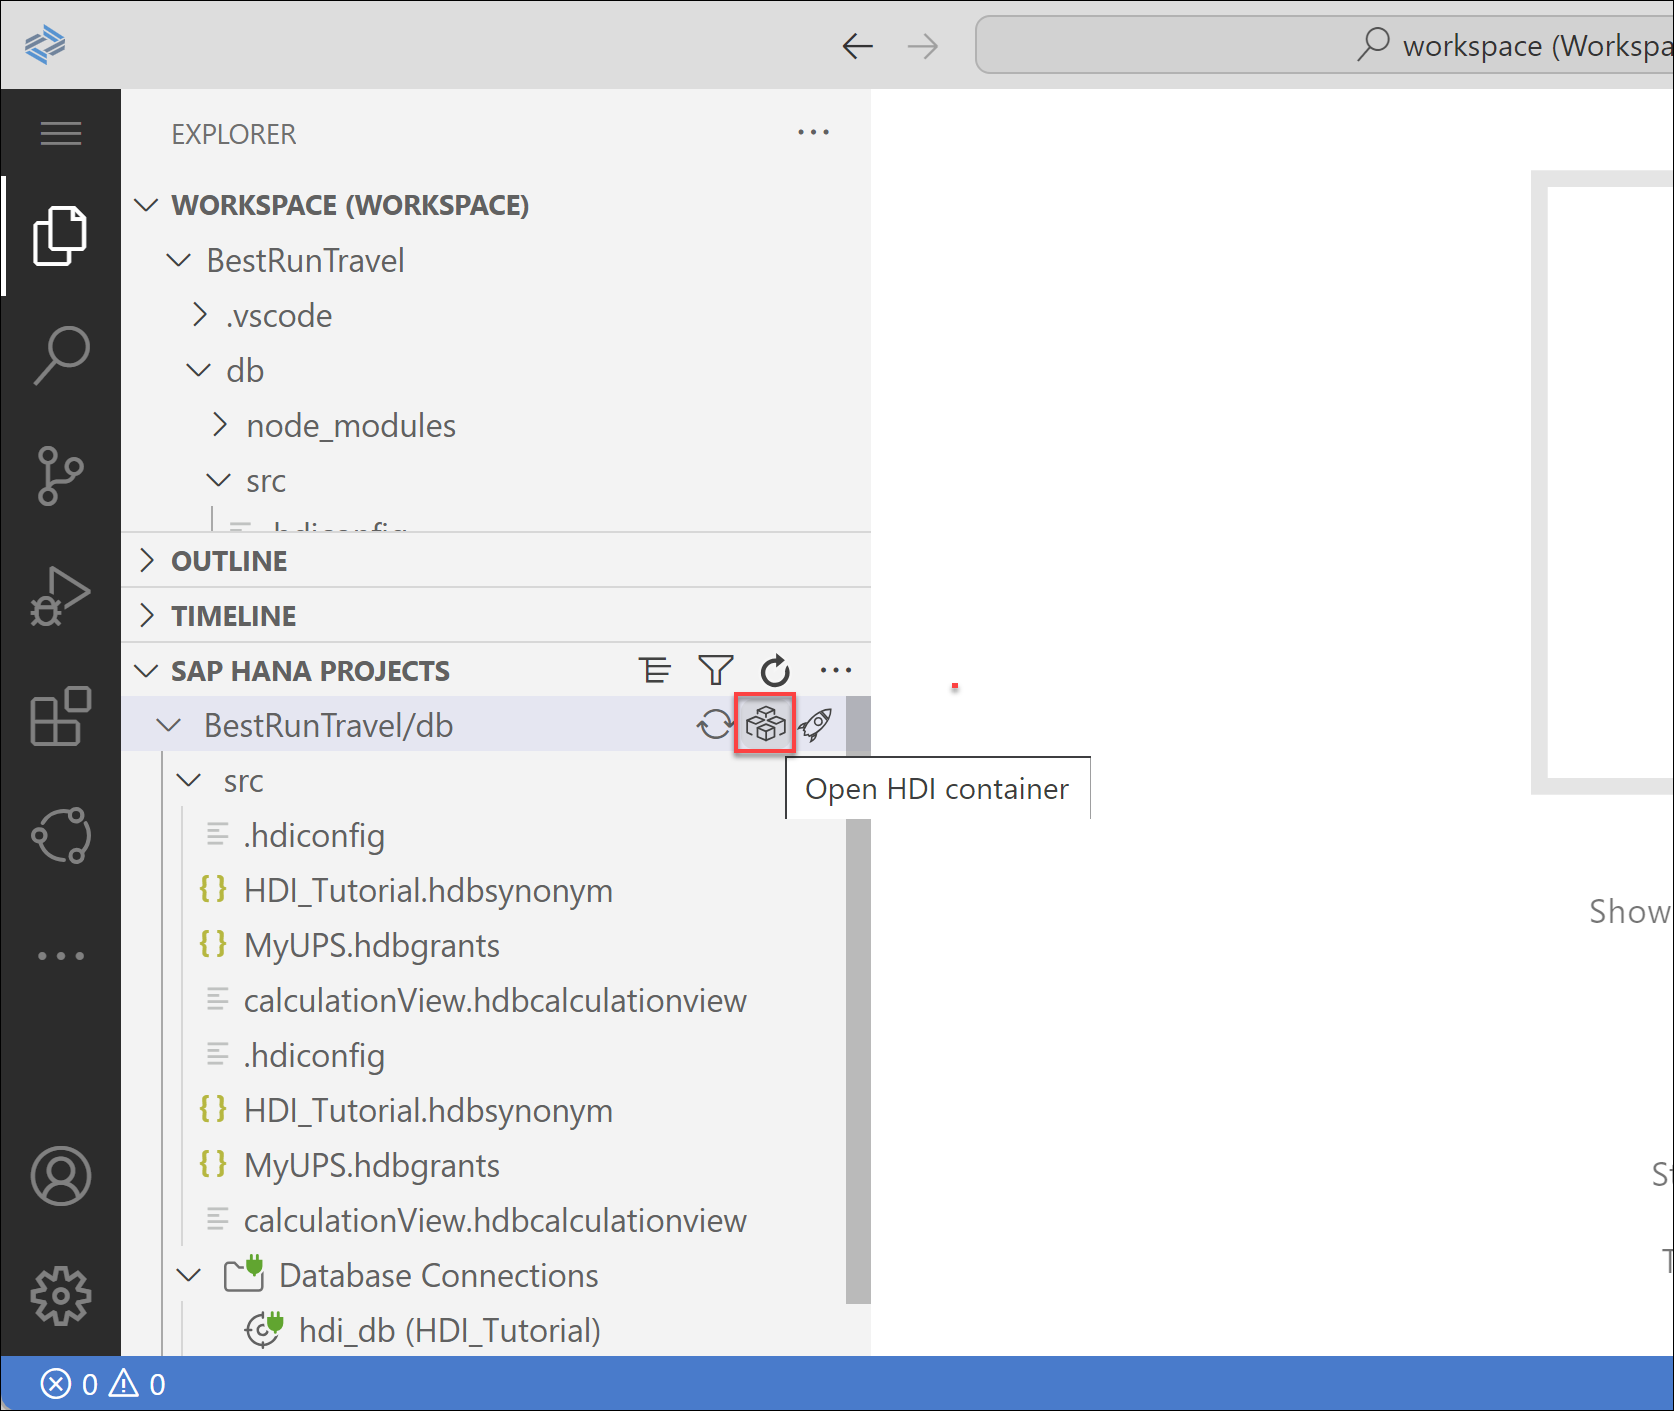 workspace (Workspa
EXPLORER
WORKSPACE (WORKSPACE)
BestRunTravel
.vscode
db
node_modules
src
.hdiconfig
OUTLINE
TIMELINE
SAP HANA PROJECTS
BestRunTravel/db
Open HDI container
src
.hdiconfig
HDI_Tutorial.hdbsynonym
MyUPS.hdbgrants
calculationView.hdbcalculationview
.hdiconfig
HDI_Tutorial.hdbsynonym
MyUPS.hdbgrants
calculationView.hdbcalculationview
Database Connections
hdi_db (HDI_Tutorial)
Show
St
T
0 0